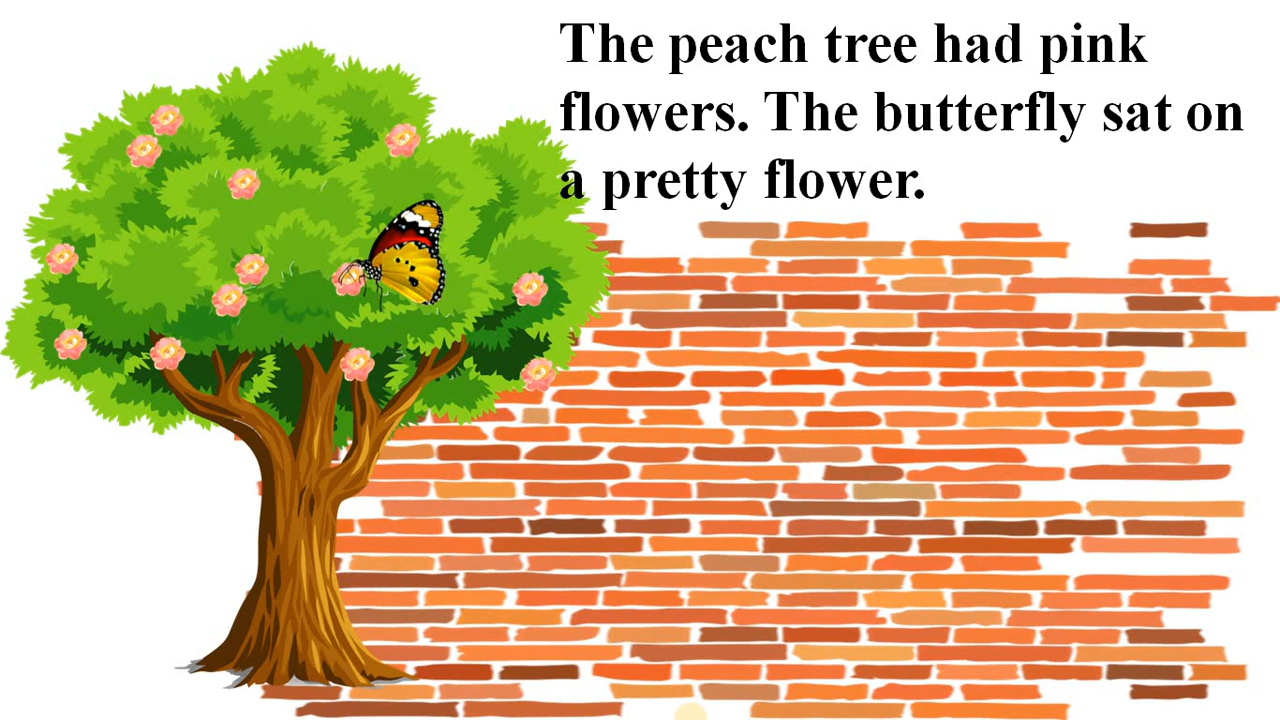 The peach tree had pink
flowers. The butterfly sat on
a pretty flower.